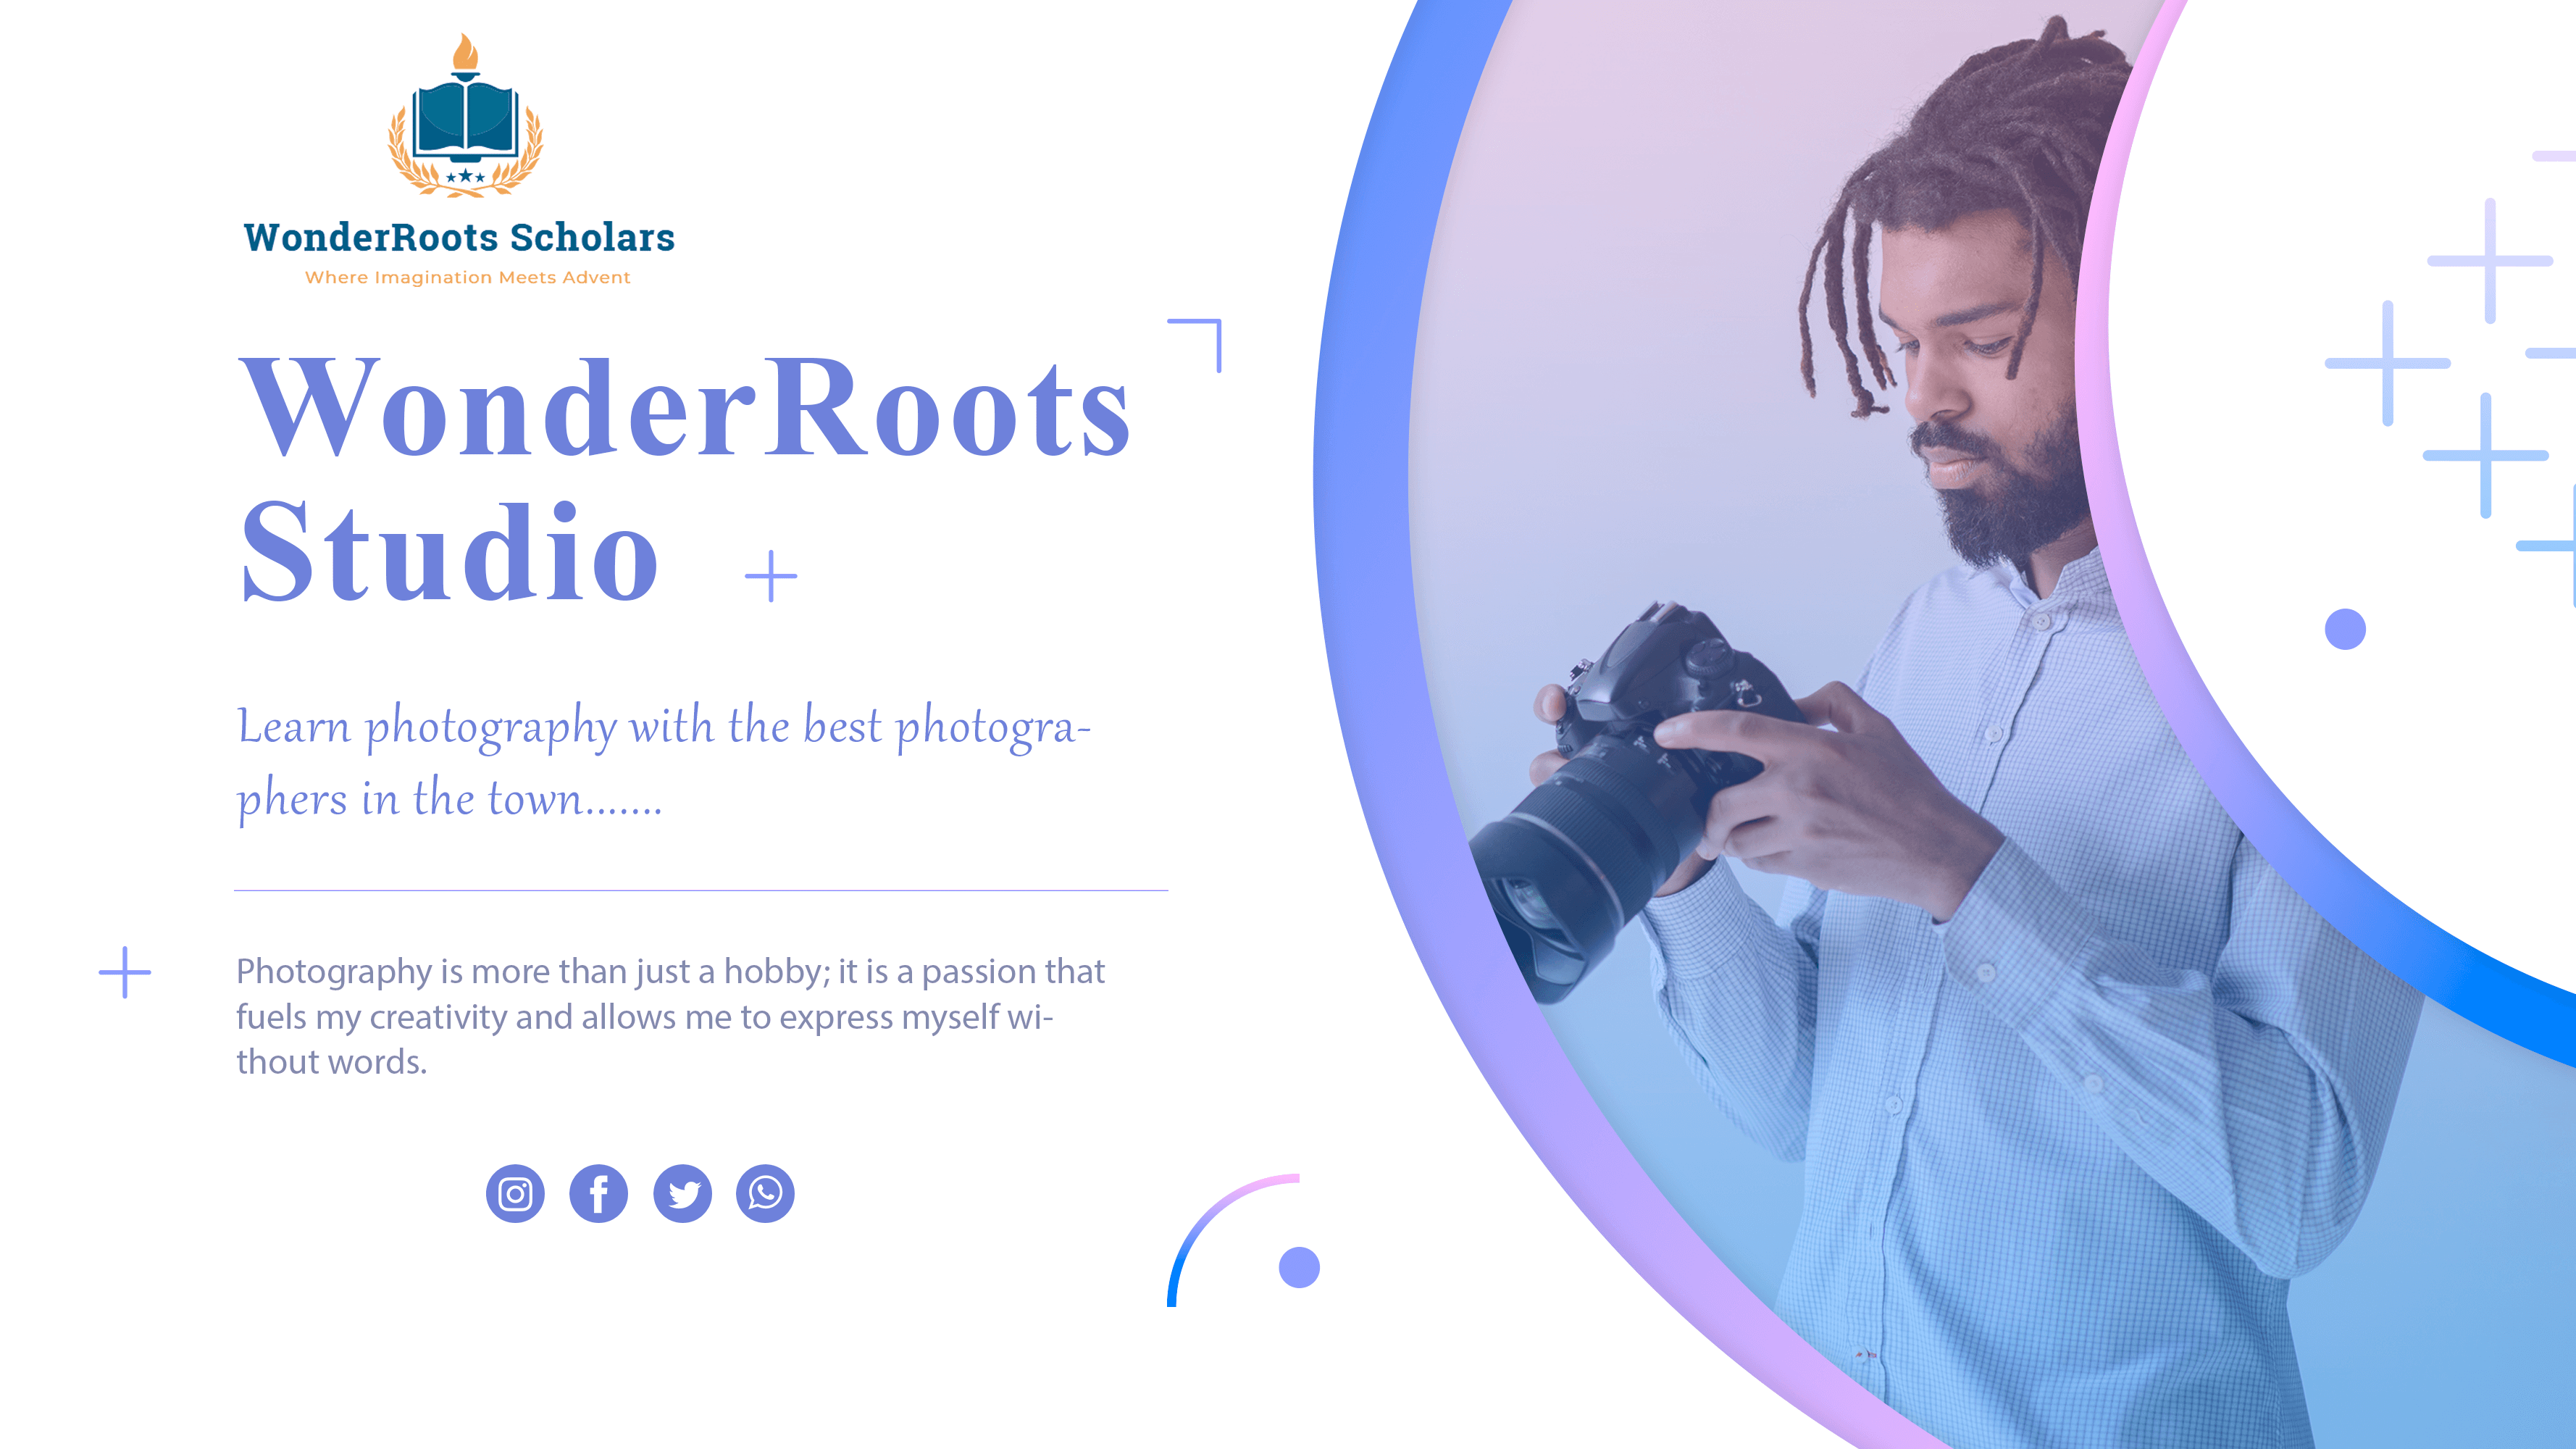 WonderRoots Scholars
Where Imagination Meets Advent
WonderRoots
Studio
Learn photography with the best photogra-
phers in the town.......
Photography is more than just a hobby; it is a passion that
fuels my creativity and allows me to express myself wi-
thout words.